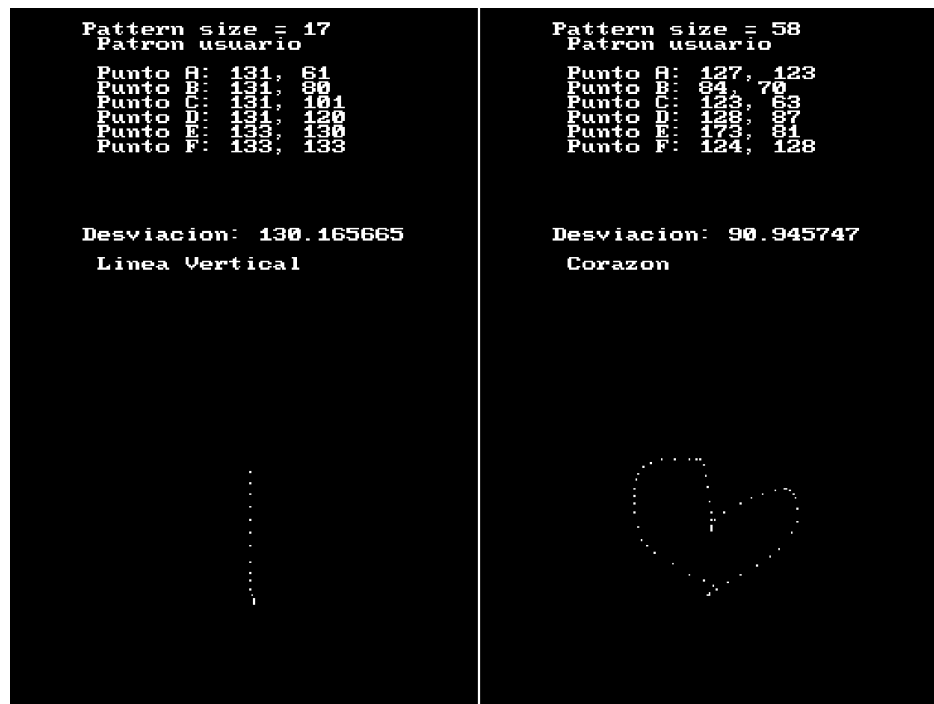 Pattern size = 17
Patron usuario
Punto A: 131, 61
Punto B: 131, 80
Punto C: 131, 101
Punto D: 131, 120
Punto E: 133, 130
Punto F: 133, 133
Desviacion: 130.165665
Linea Vertical
Pattern size = 58
Patron usuario
Punto A: 127, 123
Punto B: 84, 70
Punto C: 123, 63
Punto D: 128, 87
Punto E: 173, 81
Punto F: 124, 128
Desviacion: 90.945747
Corazon